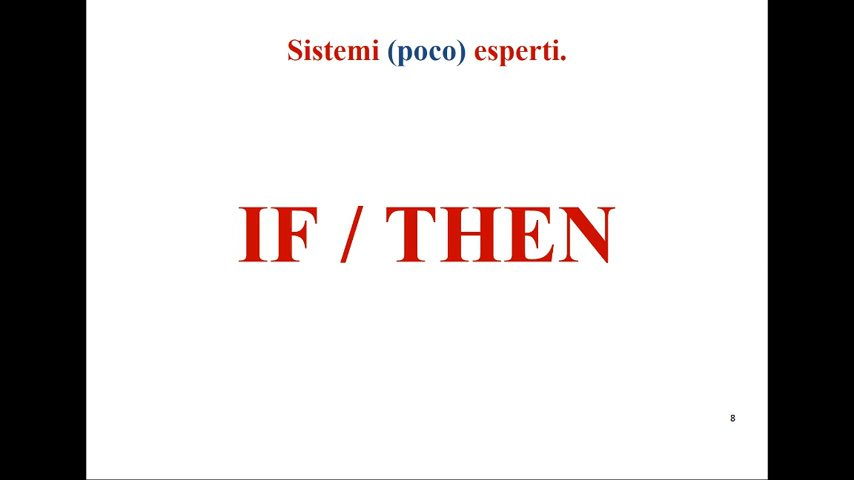 Sistemi (poco) esperti.
IF / THEN
8